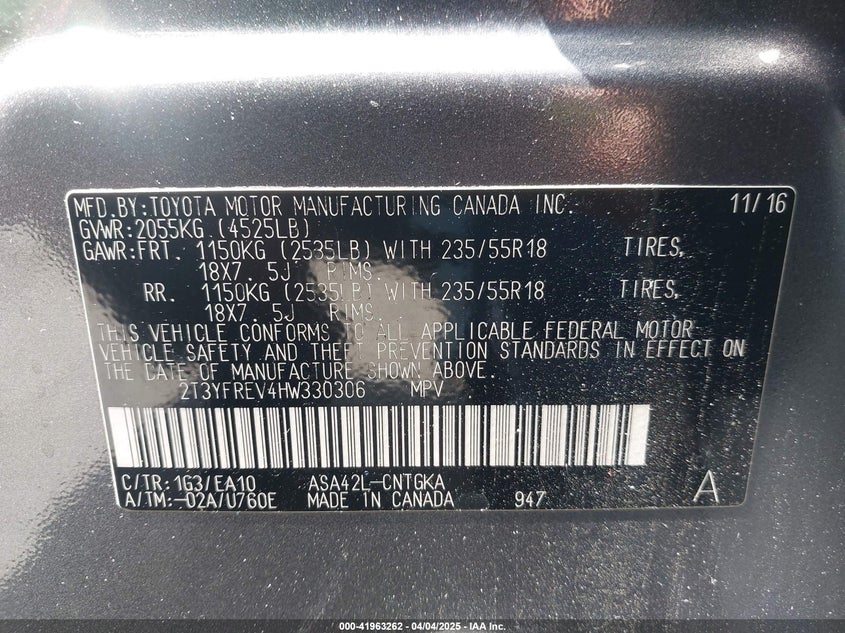 MFD.BY:TOYOTA MOTOR MANUFACTURING CANADA INC. 11/16
GVWR:2055KG (4525LB)
GAWR:FRT. 1150KG (2535LB) WITH 235/55R18 TIRES,
18X7. 5J RIMS.
RR. 1150KG (2535LB) WITH 235/55R18 TIRES,
18X7. 5J RIMS.
THIS VEHICLE CONFORMS TO ALL APPLICABLE FEDERAL MOTOR
VEHICLE SAFETY AND THEFT PREVENTION STANDARDS IN EFFECT ON
THE DATE OF MANUFACTURE SHOWN ABOVE.
2T3YFREV4HW330306 MPV
C/TR:1G3/EA10 ASA42L-CNTGKA
A/TM:-02A/U760E MADE IN CANADA 947 A
000-41963262 - 04/04/2025 - IAA Inc.